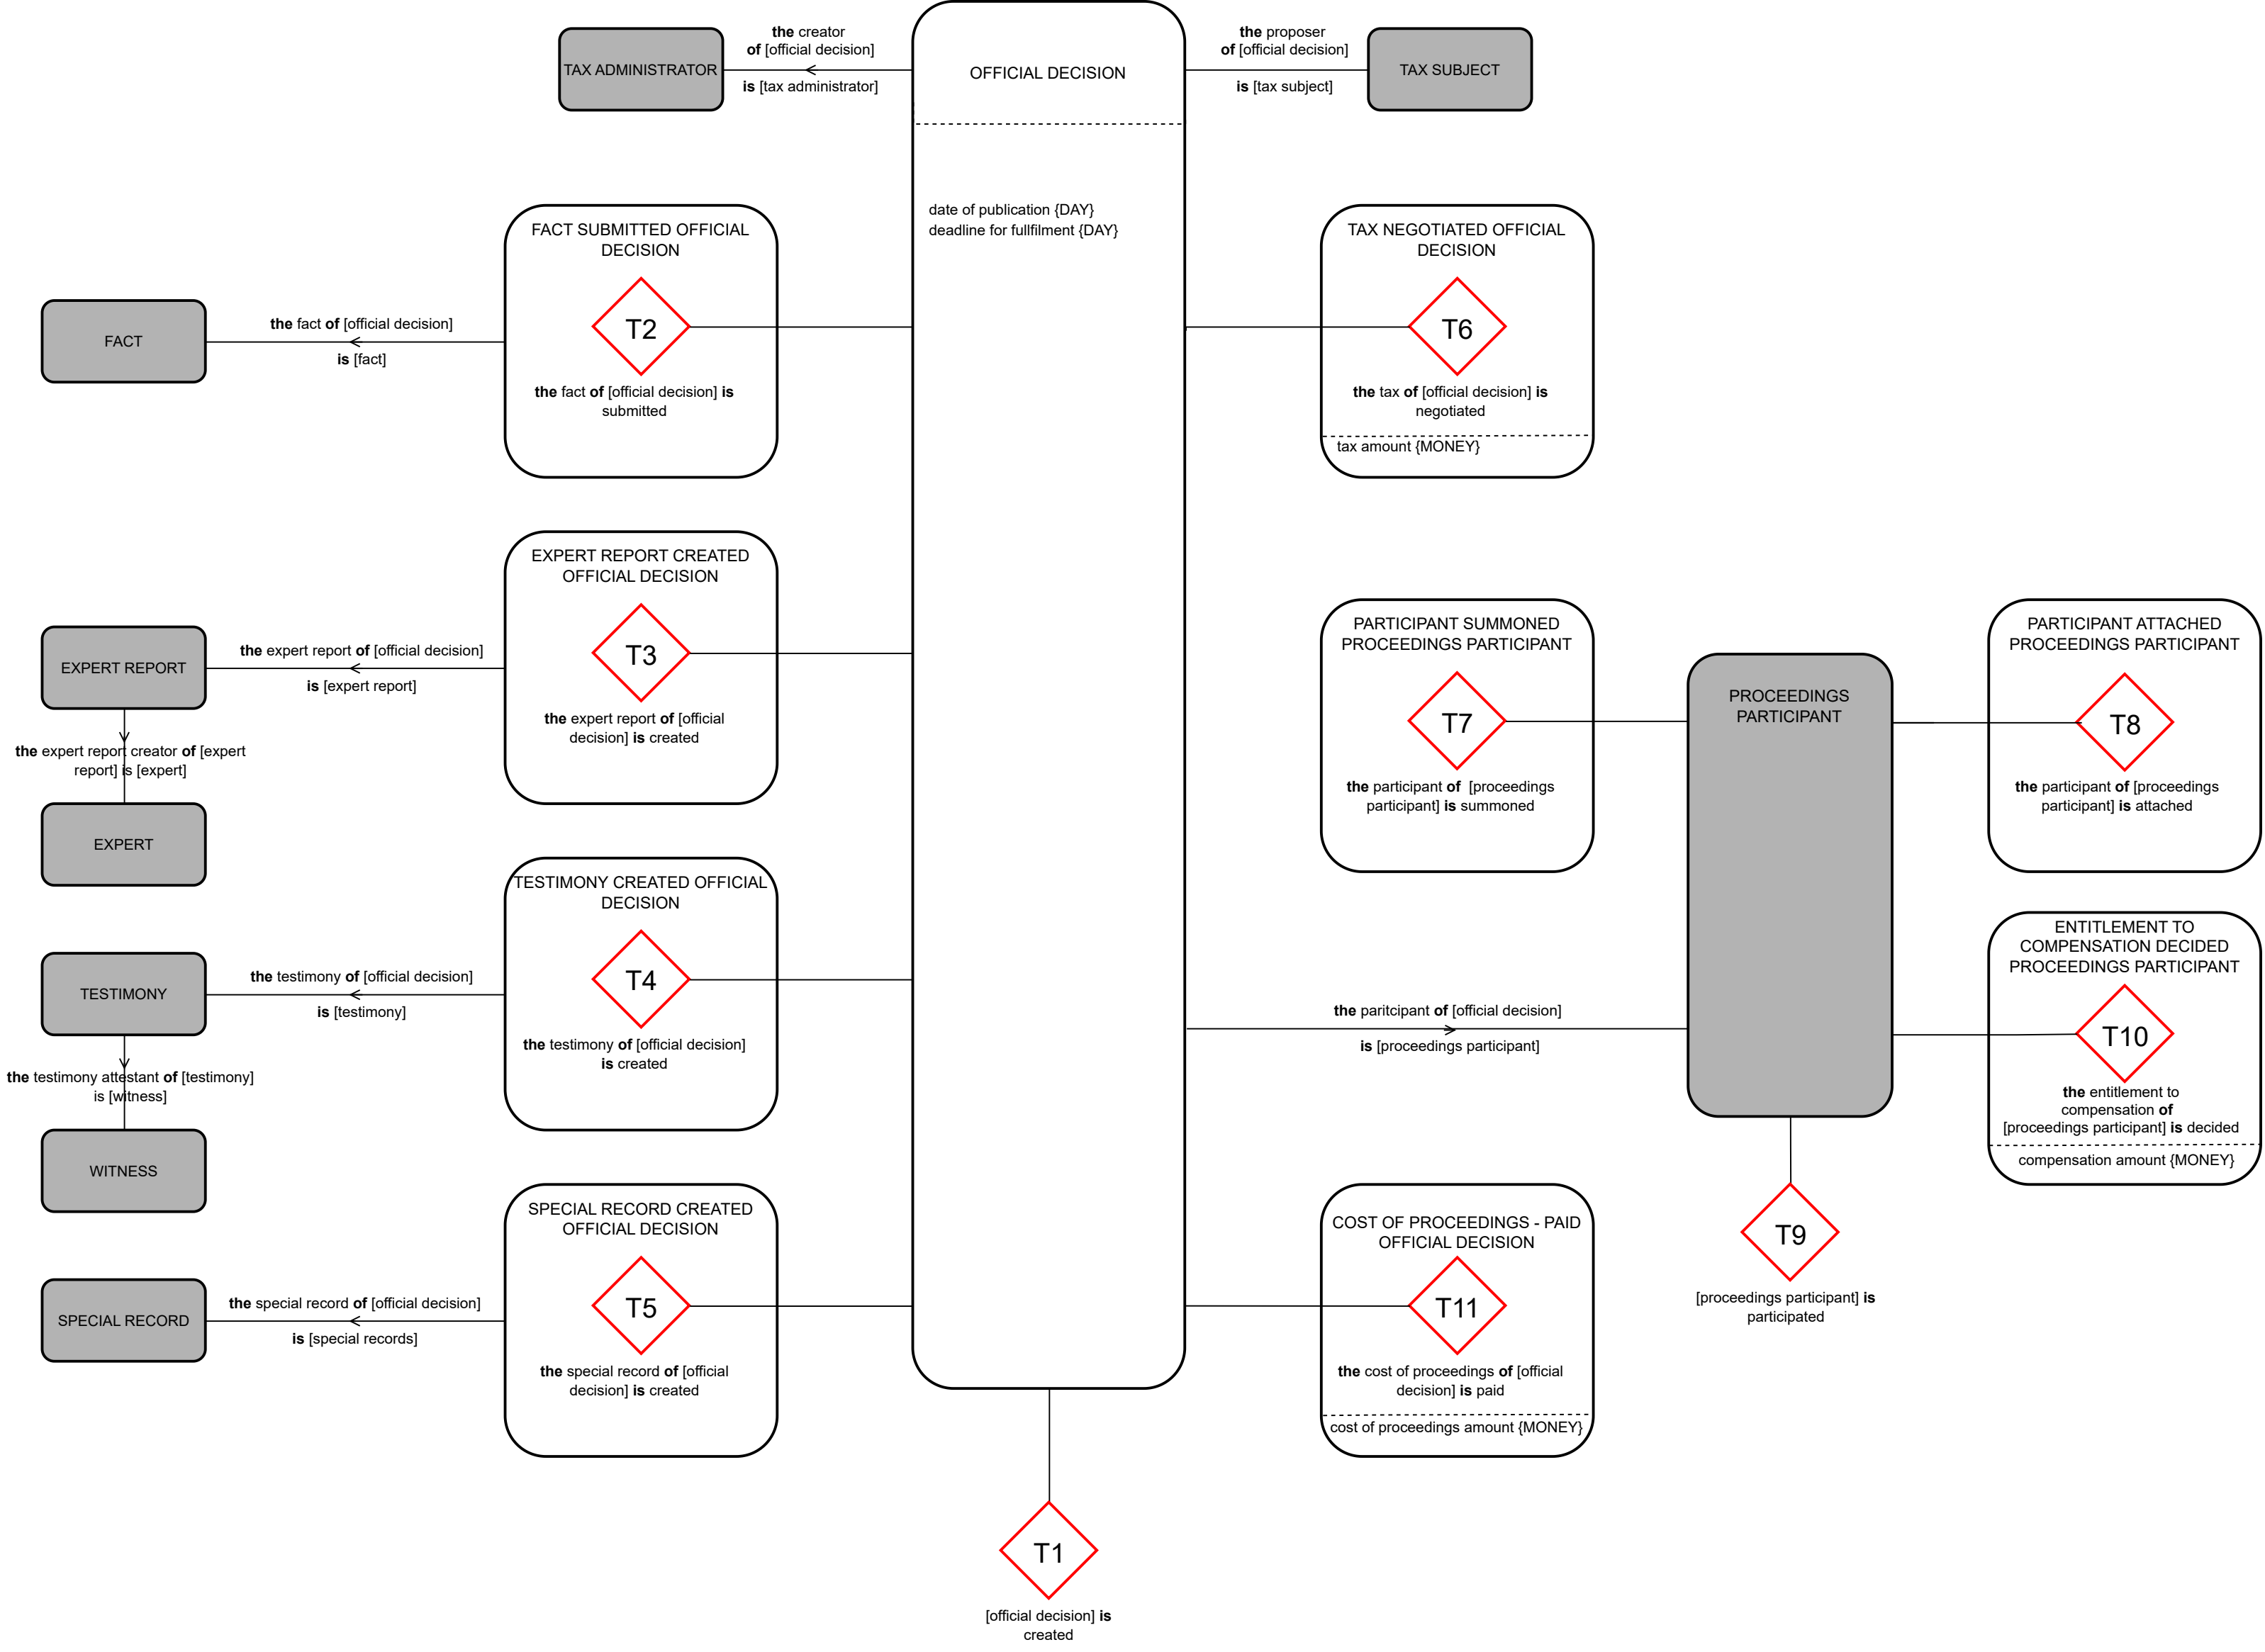 TAX ADMINISTRATOR
the creator
of [official decision]
is [tax administrator]
OFFICIAL DECISION
the proposer
of [official decision]
is [tax subject]
TAX SUBJECT
date of publication {DAY}
deadline for fullfilment {DAY}
FACT
the fact of [official decision]
is [fact]
FACT SUBMITTED OFFICIAL
DECISION
T2
the fact of [official decision] is
submitted
TAX NEGOTIATED OFFICIAL
DECISION
T6
the tax of [official decision] is
negotiated
tax amount {MONEY}
EXPERT REPORT
the expert report of [official decision]
is [expert report]
EXPERT REPORT CREATED
OFFICIAL DECISION
T3
the expert report of [official
decision] is created
the expert report creator of [expert
report] is [expert]
EXPERT
PARTICIPANT SUMMONED
PROCEEDINGS PARTICIPANT
T7
the participant of  [proceedings
participant] is summoned
PROCEEDINGS
PARTICIPANT
PARTICIPANT ATTACHED
PROCEEDINGS PARTICIPANT
T8
the participant of [proceedings
participant] is attached
TESTIMONY
the testimony of [official decision]
is [testimony]
TESTIMONY CREATED OFFICIAL
DECISION
T4
the testimony of [official decision]
is created
the testimony attestant of [testimony]
is [witness]
WITNESS
the paritcipant of [official decision]
is [proceedings participant]
ENTITLEMENT TO
COMPENSATION DECIDED
PROCEEDINGS PARTICIPANT
T10
the entitlement to
compensation of
[proceedings participant] is decided
compensation amount {MONEY}
SPECIAL RECORD
the special record of [official decision]
is [special records]
SPECIAL RECORD CREATED
OFFICIAL DECISION
T5
the special record of [official
decision] is created
COST OF PROCEEDINGS - PAID
OFFICIAL DECISION
T11
the cost of proceedings of [official
decision] is paid
cost of proceedings amount {MONEY}
T9
[proceedings participant] is
participated
T1
[official decision] is
created